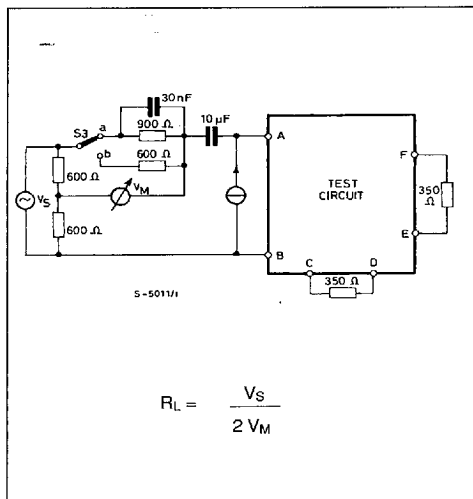 30nF
10 µF
S3
a
900 Ω
b
600 Ω
600 Ω
VM
VS
600 Ω
A
B
TEST
CIRCUIT
F
E
350
Ω
C
D
350 Ω
S-5011/1
RL = VS
2 VM